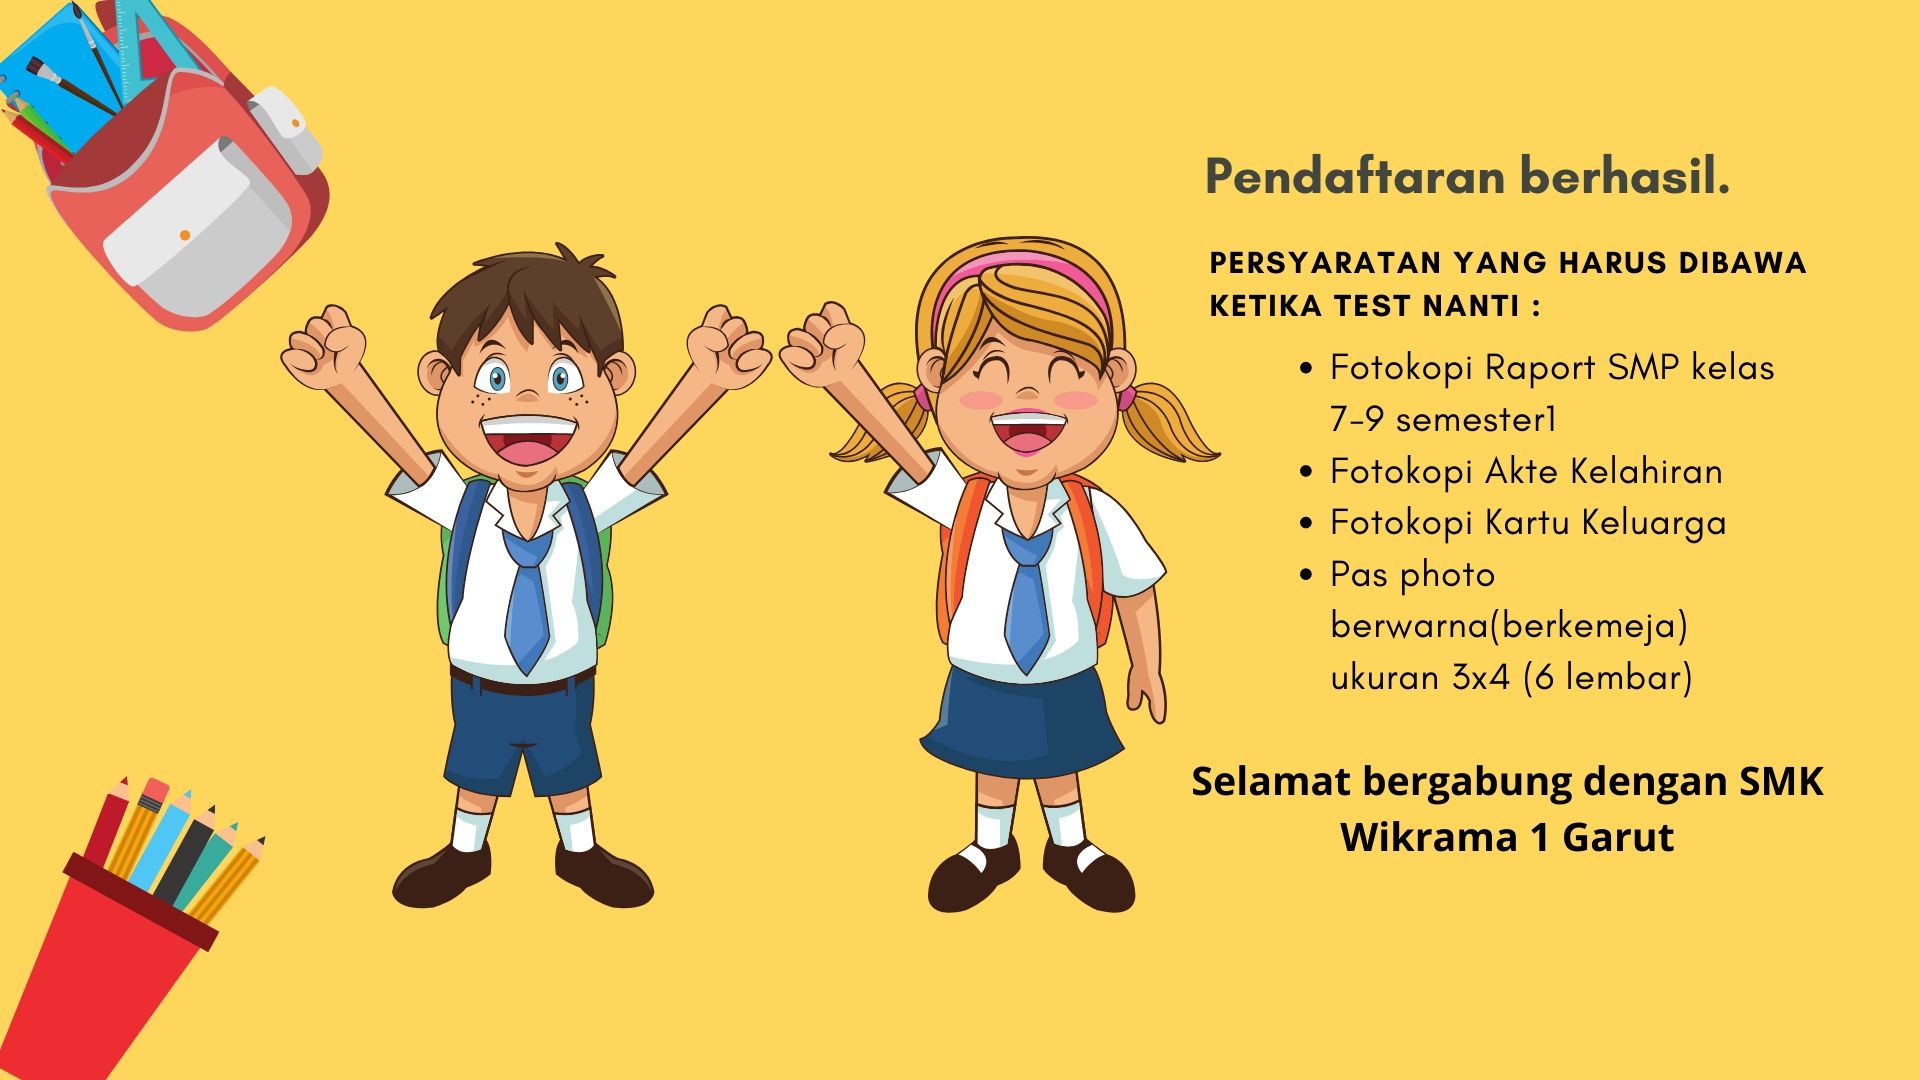 Pendaftaran berhasil.
PERSYARATAN YANG HARUS DIBAWA
KETIKA TEST NANTI :
• Fotokopi Raport SMP kelas
7-9 semester1
• Fotokopi Akte Kelahiran
• Fotokopi Kartu Keluarga
• Pas photo
berwarna(berkemeja)
ukuran 3x4 (6 lembar)
Selamat bergabung dengan SMK
Wikrama 1 Garut